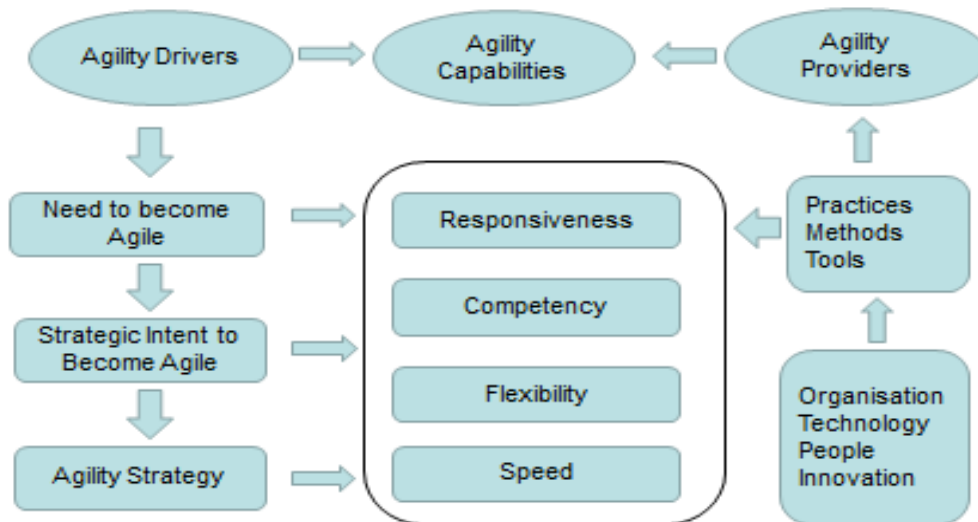 Agility Drivers
Agility
Capabilities
Agility
Providers
Need to become
Agile
Responsiveness
Practices
Methods
Tools
Strategic Intent to
Become Agile
Competency
Flexibility
Organisation
Technology
People
Innovation
Agility Strategy
Speed